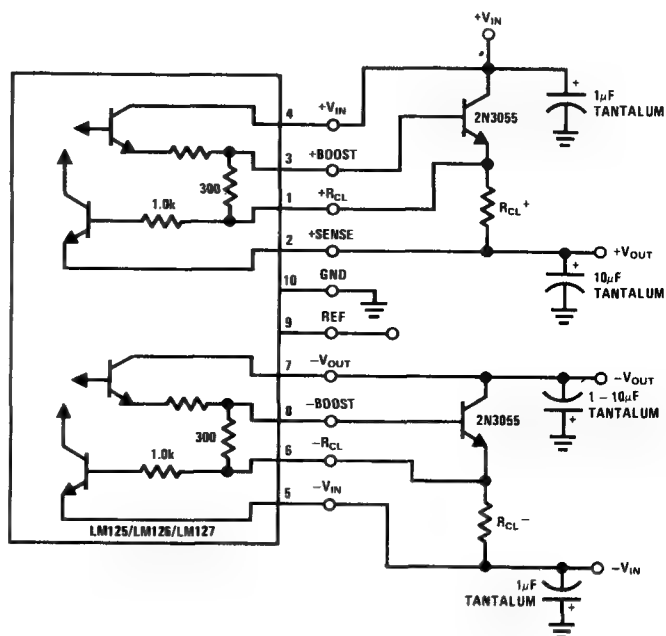 +VIN
1µF
TANTALUM
4
+VIN
2N3055
3
+BOOST
300
1.0k
1
+RCL
RCL+
2
+SENSE
+VOUT
10
GND
10µF
TANTALUM
9
REF
7
-VOUT
-VOUT
1 - 10µF
TANTALUM
8
-BOOST
2N3055
300
1.0k
6
-RCL
RCL-
5
-VIN
LM125/LM126/LM127
-VIN
1µF
TANTALUM